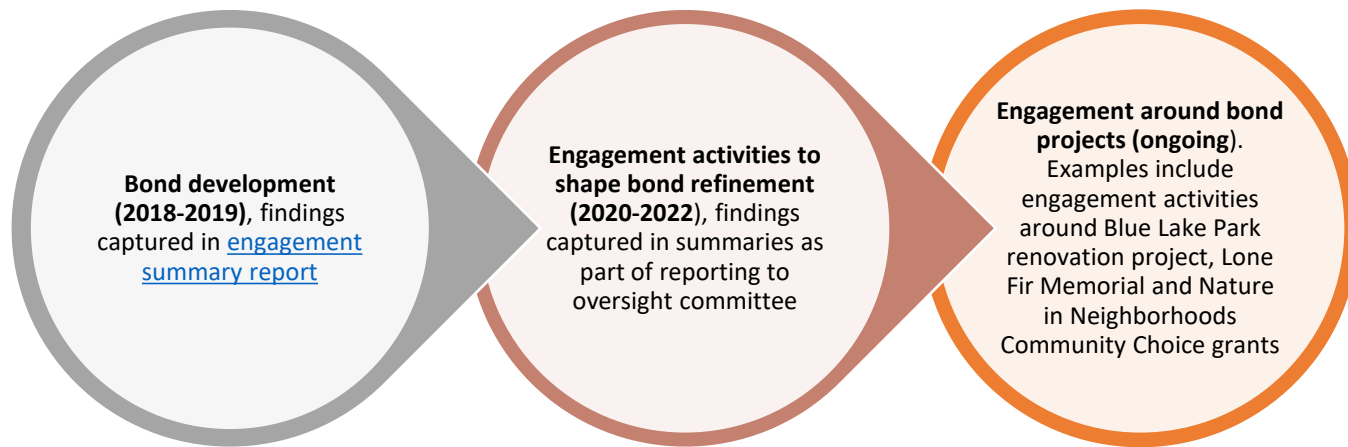 Bond development
(2018-2019), findings
captured in engagement
summary report
Engagement activities to
shape bond refinement
(2020-2022), findings
captured in summaries as
part of reporting to
oversight committee
Engagement around bond
projects (ongoing).
Examples include
engagement activities
around Blue Lake Park
renovation project, Lone
Fir Memorial and Nature
in Neighborhoods
Community Choice grants